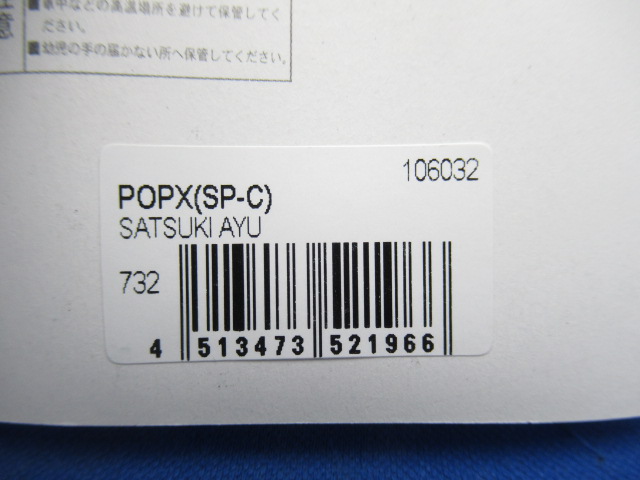 ■車中などの高温場所を避けて保管してく
ださい。
■幼児の手の届かない所へ保管してください。
106032
POPX(SP-C)
SATSUKI AYU
732
4 513473 521966